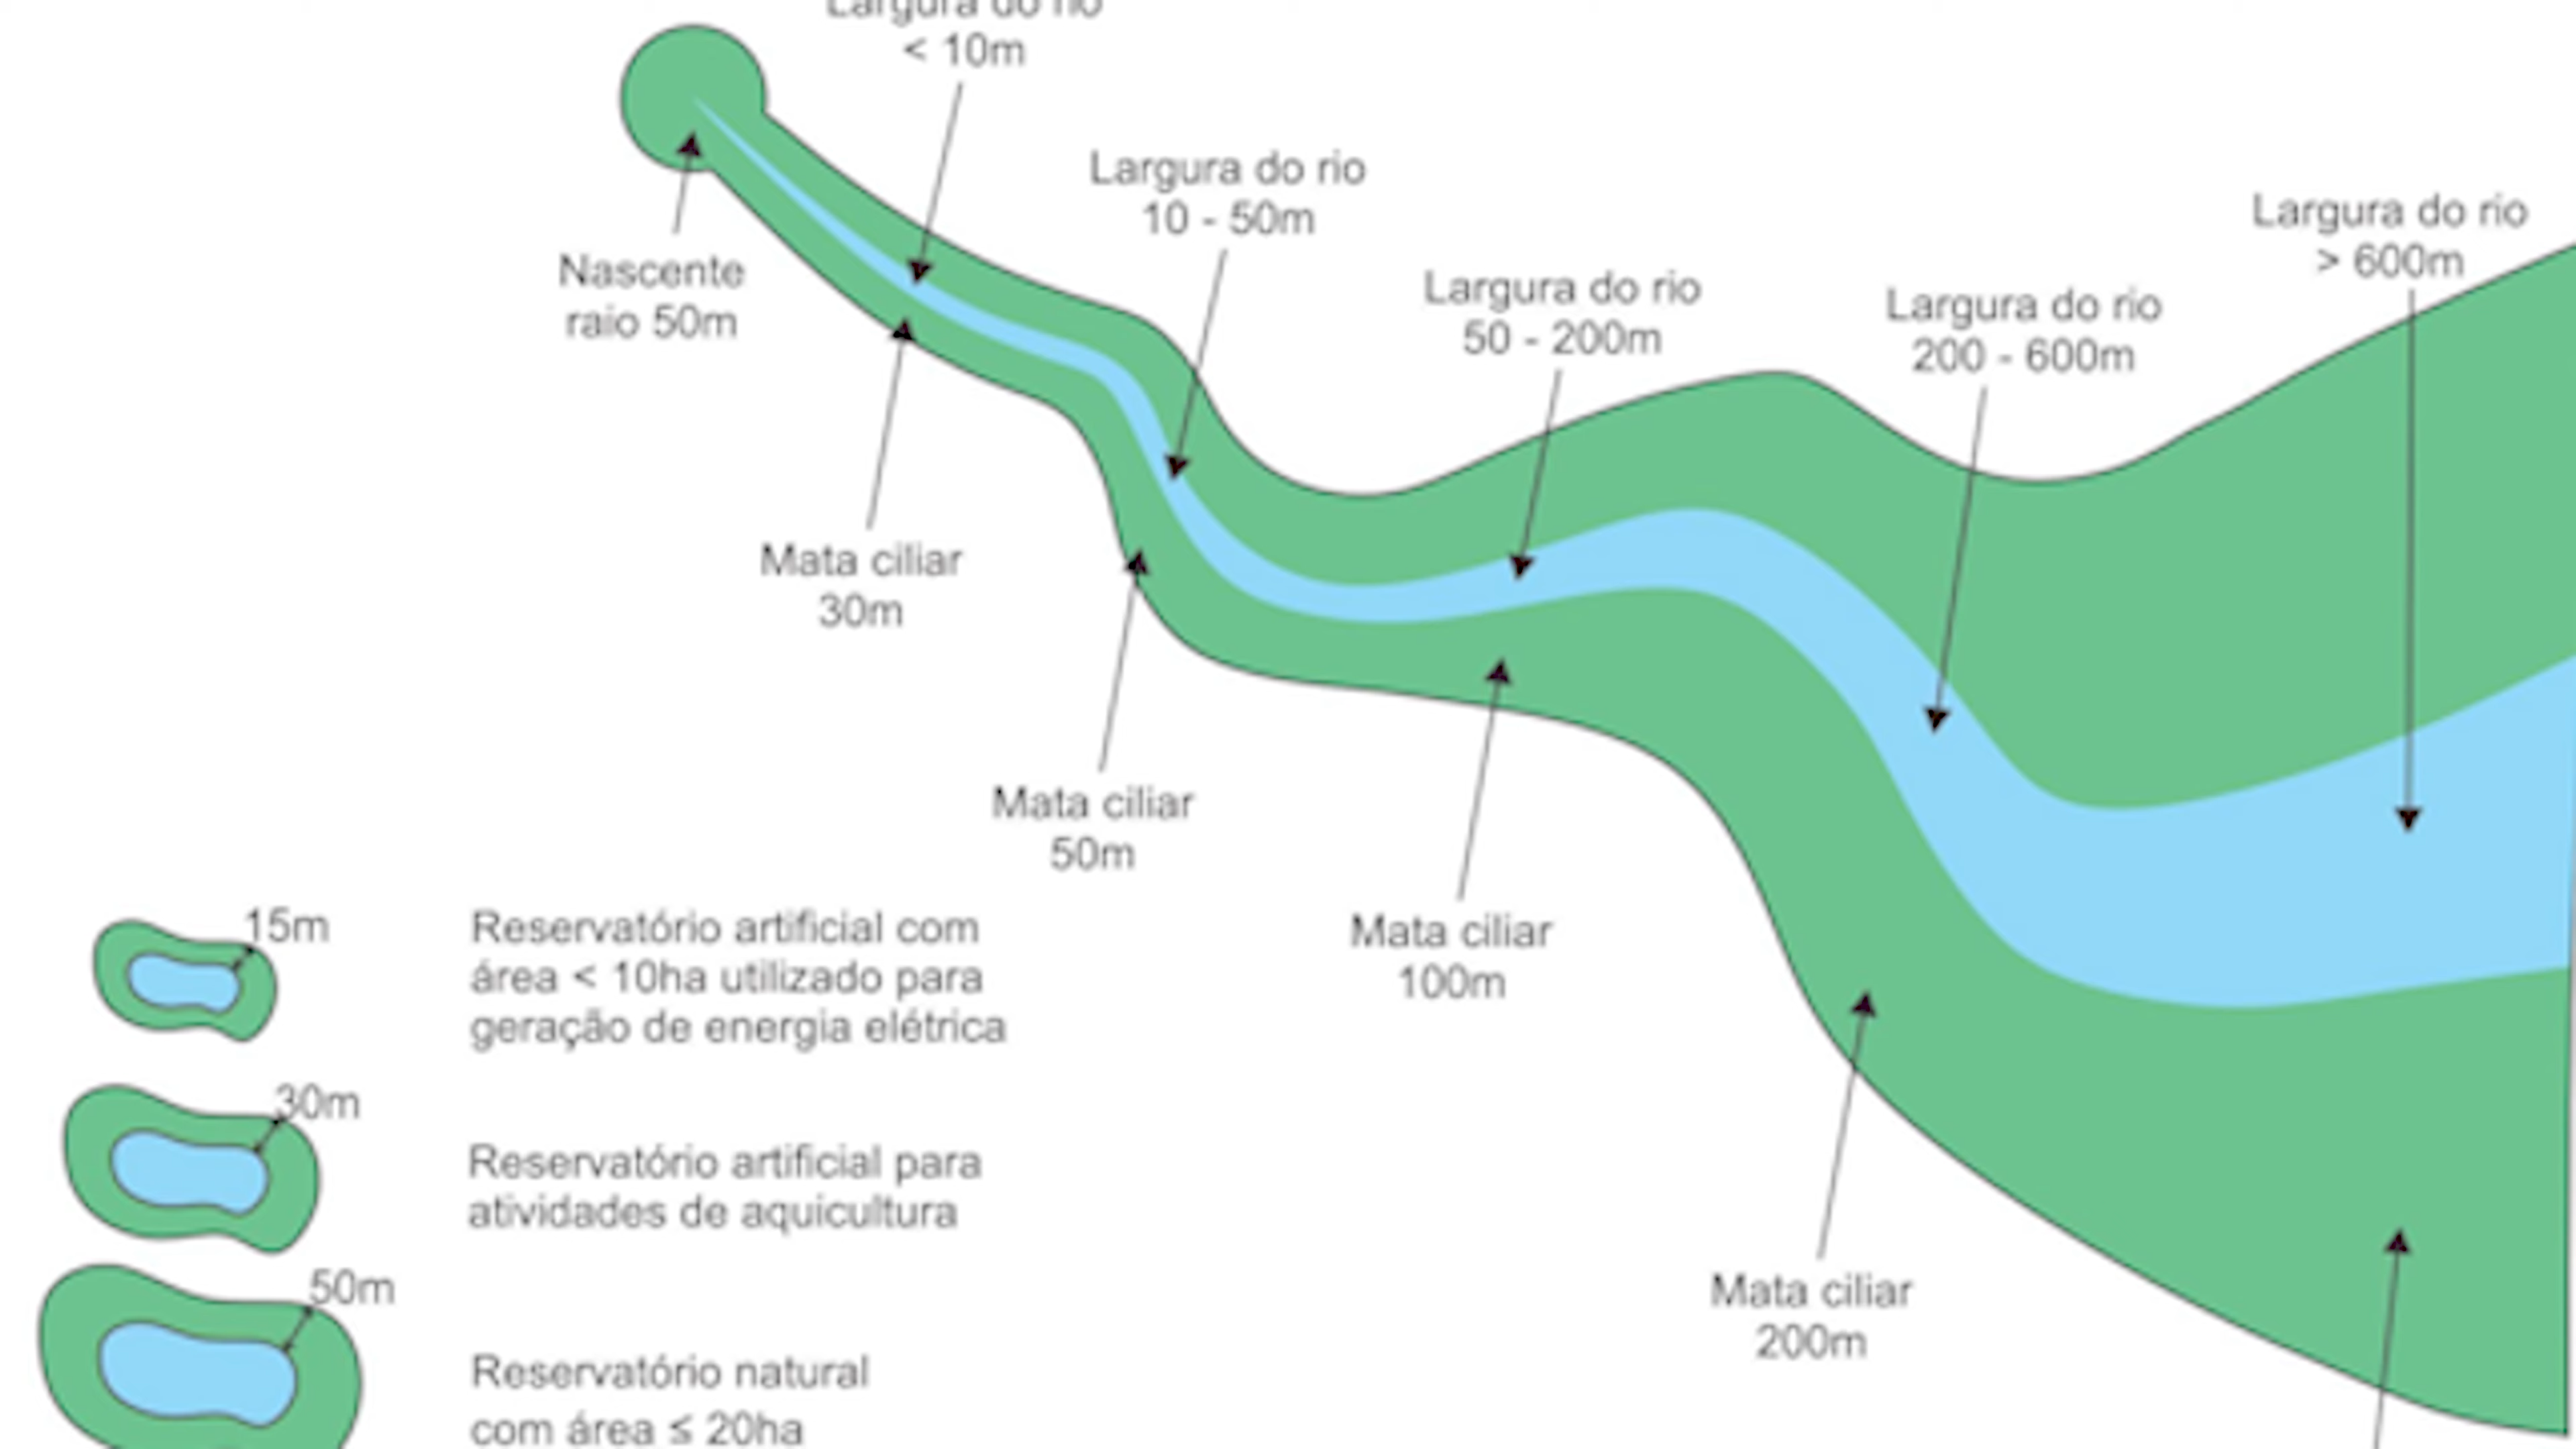 Largura do rio
< 10m
Largura do rio
10 - 50m
Largura do rio
> 600m
Nascente
raio 50m
Largura do rio
50 - 200m
Largura do rio
200 - 600m
Mata ciliar
30m
Mata ciliar
50m
Mata ciliar
100m
Mata ciliar
200m
15m
Reservatório artificial com
área < 10ha utilizado para
geração de energia elétrica
30m
Reservatório artificial para
atividades de aquicultura
50m
Reservatório natural
com área ≤ 20ha